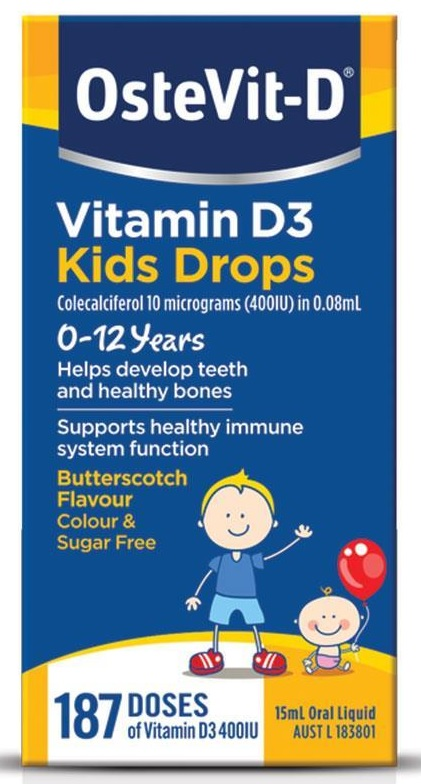 OsteVit-D®
Vitamin D3
Kids Drops
Colecalciferol 10 micrograms (400IU) in 0.08mL
0-12 Years
Helps develop teeth
and healthy bones
Supports healthy immune
system function
Butterscotch
Flavour
Colour &
Sugar Free
187 DOSES
of Vitamin D3 400IU
15mL Oral Liquid
AUST L 183801